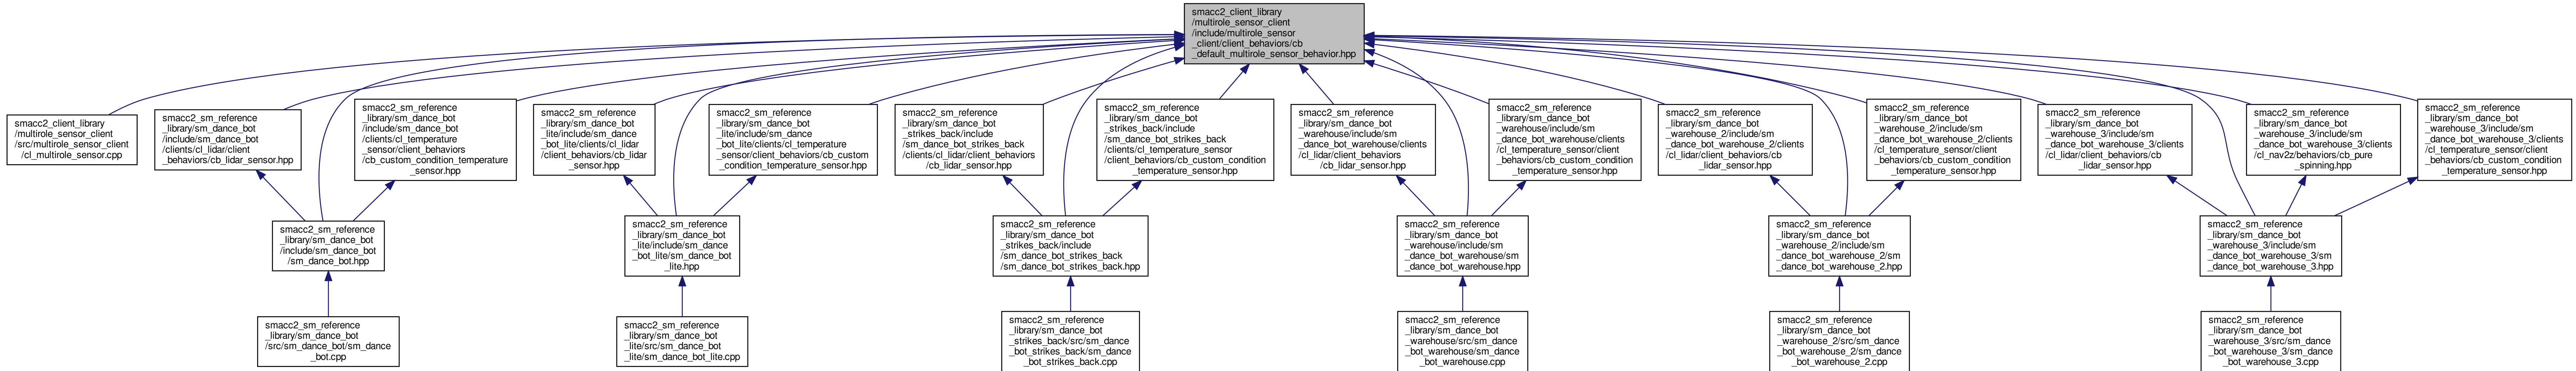 smacc2_client_library
/multirole_sensor_client
/include/multirole_sensor
_client/client_behaviors/cb
_default_multirole_sensor_behavior.hpp
smacc2_client_library
/multirole_sensor_client
/src/multirole_sensor_client
/cl_multirole_sensor.cpp
smacc2_sm_reference
_library/sm_dance_bot
/include/sm_dance_bot
/clients/cl_lidar/client
_behaviors/cb_lidar_sensor.hpp
smacc2_sm_reference
_library/sm_dance_bot
/include/sm_dance_bot
/clients/cl_temperature
_sensor/client_behaviors
/cb_custom_condition_temperature
_sensor.hpp
smacc2_sm_reference
_library/sm_dance_bot
_lite/include/sm_dance
_bot_lite/clients/cl_lidar
/client_behaviors/cb_lidar
_sensor.hpp
smacc2_sm_reference
_library/sm_dance_bot
_lite/include/sm_dance
_bot_lite/clients/cl_temperature
_sensor/client_behaviors/cb_custom
_condition_temperature_sensor.hpp
smacc2_sm_reference
_library/sm_dance_bot
_strikes_back/include
/sm_dance_bot_strikes_back
/clients/cl_lidar/client_behaviors
/cb_lidar_sensor.hpp
smacc2_sm_reference
_library/sm_dance_bot
_strikes_back/include
/sm_dance_bot_strikes_back
/clients/cl_temperature_sensor
/client_behaviors/cb_custom_condition
_temperature_sensor.hpp
smacc2_sm_reference
_library/sm_dance_bot
_warehouse/include/sm
_dance_bot_warehouse/clients
/cl_lidar/client_behaviors
/cb_lidar_sensor.hpp
smacc2_sm_reference
_library/sm_dance_bot
_warehouse/include/sm
_dance_bot_warehouse/clients
/cl_temperature_sensor/client
_behaviors/cb_custom_condition
_temperature_sensor.hpp
smacc2_sm_reference
_library/sm_dance_bot
_warehouse_2/include/sm
_dance_bot_warehouse_2/clients
/cl_lidar/client_behaviors/cb
_lidar_sensor.hpp
smacc2_sm_reference
_library/sm_dance_bot
_warehouse_2/include/sm
_dance_bot_warehouse_2/clients
/cl_temperature_sensor/client
_behaviors/cb_custom_condition
_temperature_sensor.hpp
smacc2_sm_reference
_library/sm_dance_bot
_warehouse_3/include/sm
_dance_bot_warehouse_3/clients
/cl_lidar/client_behaviors/cb
_lidar_sensor.hpp
smacc2_sm_reference
_library/sm_dance_bot
_warehouse_3/include/sm
_dance_bot_warehouse_3/clients
/cl_nav2z/behaviors/cb_pure
_spinning.hpp
smacc2_sm_reference
_library/sm_dance_bot
_warehouse_3/include/sm
_dance_bot_warehouse_3/clients
/cl_temperature_sensor/client
_behaviors/cb_custom_condition
_temperature_sensor.hpp
smacc2_sm_reference
_library/sm_dance_bot
/include/sm_dance_bot
/sm_dance_bot.hpp
smacc2_sm_reference
_library/sm_dance_bot
_lite/include/sm_dance
_bot_lite/sm_dance_bot
_lite.hpp
smacc2_sm_reference
_library/sm_dance_bot
_strikes_back/include
/sm_dance_bot_strikes_back
/sm_dance_bot_strikes_back.hpp
smacc2_sm_reference
_library/sm_dance_bot
_warehouse/include/sm
_dance_bot_warehouse/sm
_dance_bot_warehouse.hpp
smacc2_sm_reference
_library/sm_dance_bot
_warehouse_2/include/sm
_dance_bot_warehouse_2/sm
_dance_bot_warehouse_2.hpp
smacc2_sm_reference
_library/sm_dance_bot
_warehouse_3/include/sm
_dance_bot_warehouse_3/sm
_dance_bot_warehouse_3.hpp
smacc2_sm_reference
_library/sm_dance_bot
/src/sm_dance_bot/sm_dance
_bot.cpp
smacc2_sm_reference
_library/sm_dance_bot
_lite/src/sm_dance_bot
_lite/sm_dance_bot_lite.cpp
smacc2_sm_reference
_library/sm_dance_bot
_strikes_back/src/sm_dance
_bot_strikes_back/sm_dance
_bot_strikes_back.cpp
smacc2_sm_reference
_library/sm_dance_bot
_warehouse/src/sm_dance
_bot_warehouse/sm_dance
_bot_warehouse.cpp
smacc2_sm_reference
_library/sm_dance_bot
_warehouse_2/src/sm_dance
_bot_warehouse_2/sm_dance
_bot_warehouse_2.cpp
smacc2_sm_reference
_library/sm_dance_bot
_warehouse_3/src/sm_dance
_bot_warehouse_3/sm_dance
_bot_warehouse_3.cpp